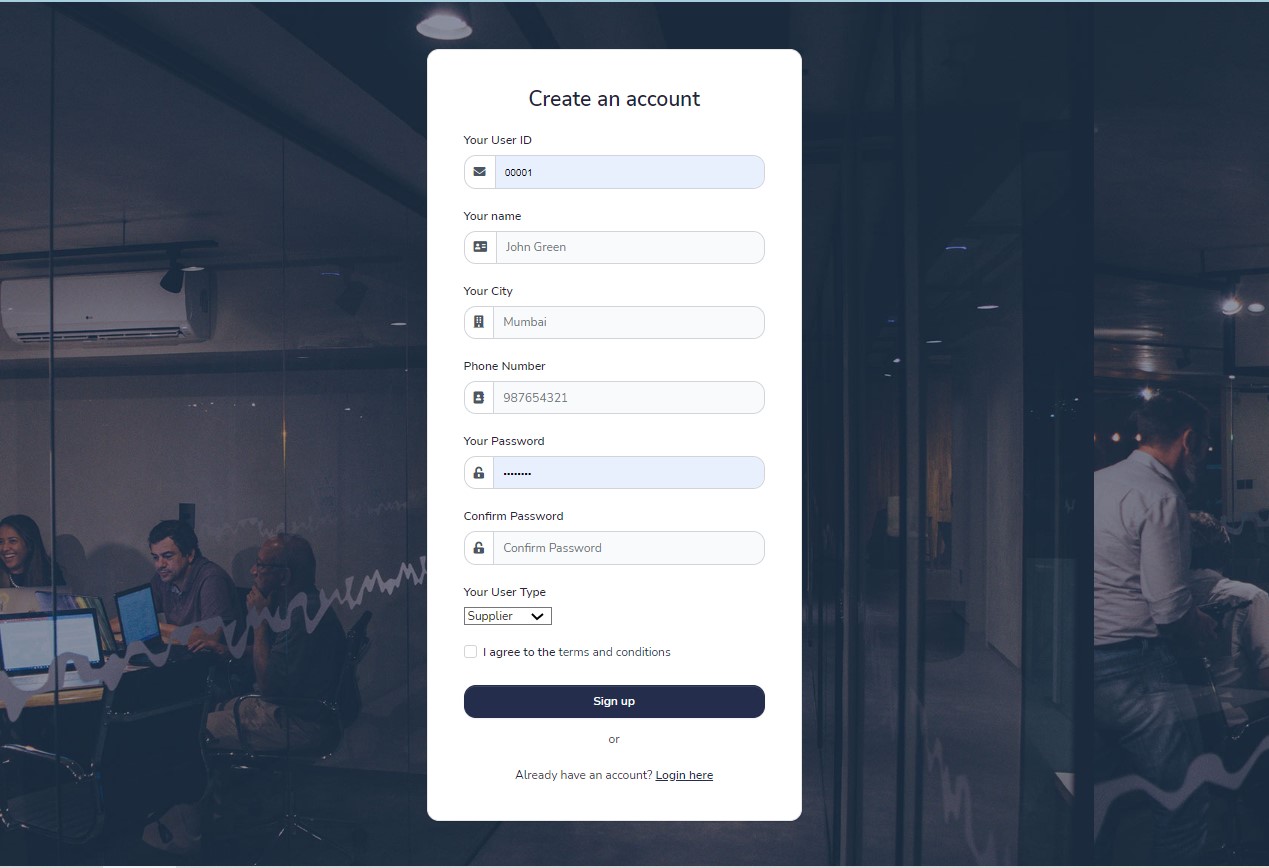 Create an account
Your User ID
00001
Your name
John Green
Your City
Mumbai
Phone Number
987654321
Your Password
••••••••
Confirm Password
Confirm Password
Your User Type
Supplier
I agree to the terms and conditions
Sign up
or
Already have an account? Login here